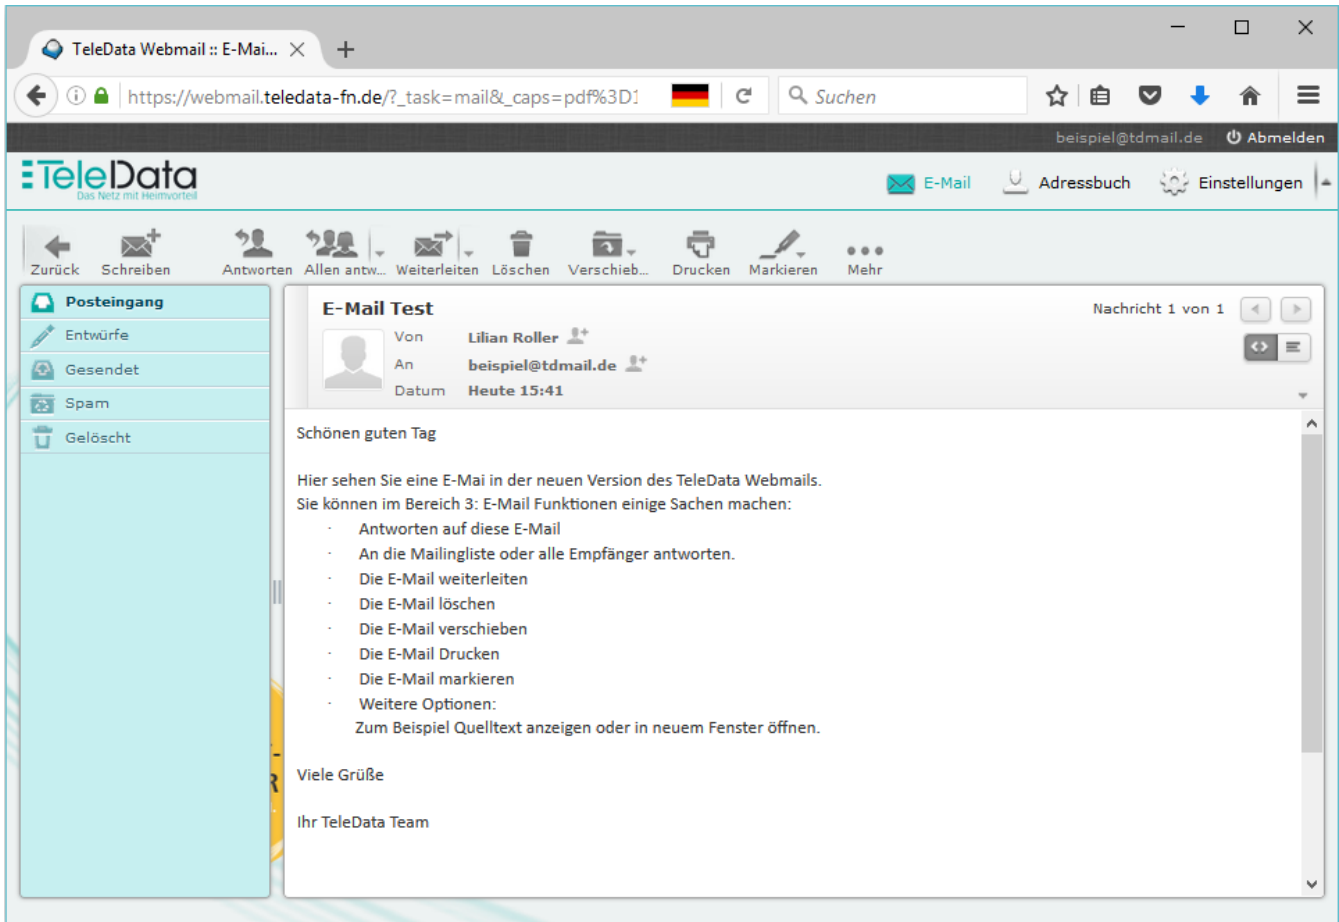 TeleData Webmail :: E-Mai...
https://webmail.teledata-fn.de/?_task=mail&_caps=pdf%3D1
Suchen
beispiel@tdmail.de Abmelden
TeleData
Das Netz mit Heimvorteil
E-Mail Adressbuch Einstellungen
Zurück Schreiben Antworten Allen antw... Weiterleiten Löschen Verschieb... Drucken Markieren Mehr
Posteingang
Entwürfe
Gesendet
Spam
Gelöscht
E-Mail Test
Nachricht 1 von 1
Von Lilian Roller
An beispiel@tdmail.de
Datum Heute 15:41
Schönen guten Tag
Hier sehen Sie eine E-Mai in der neuen Version des TeleData Webmails.
Sie können im Bereich 3: E-Mail Funktionen einige Sachen machen:
· Antworten auf diese E-Mail
· An die Mailingliste oder alle Empfänger antworten.
· Die E-Mail weiterleiten
· Die E-Mail löschen
· Die E-Mail verschieben
· Die E-Mail Drucken
· Die E-Mail markieren
· Weitere Optionen:
Zum Beispiel Quelltext anzeigen oder in neuem Fenster öffnen.
Viele Grüße
Ihr TeleData Team